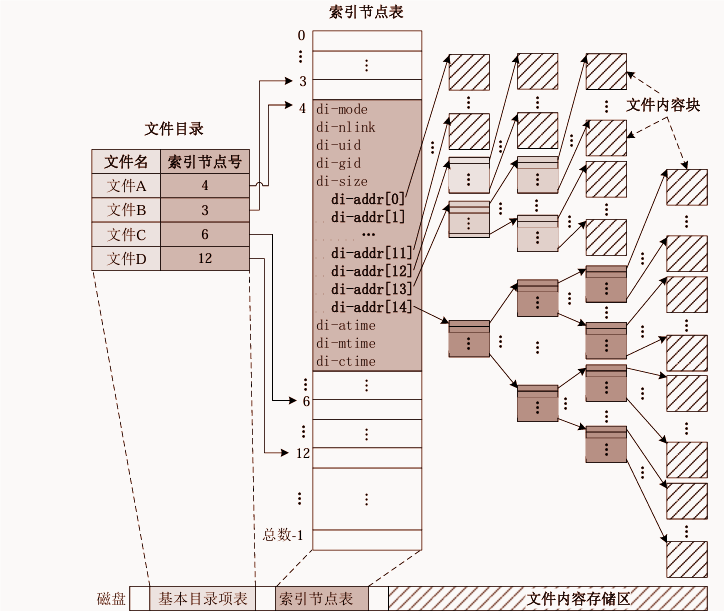 索引节点表
0
3
4
di-mode
di-nlink
di-uid
di-gid
di-size
di-addr[0]
di-addr[1]
...
di-addr[11]
di-addr[12]
di-addr[13]
di-addr[14]
di-atime
di-mtime
di-ctime
6
12
总数-1
文件目录
文件名 索引节点号
文件A 4
文件B 3
文件C 6
文件D 12
文件内容块
磁盘
基本目录项表
索引节点表
文件内容存储区